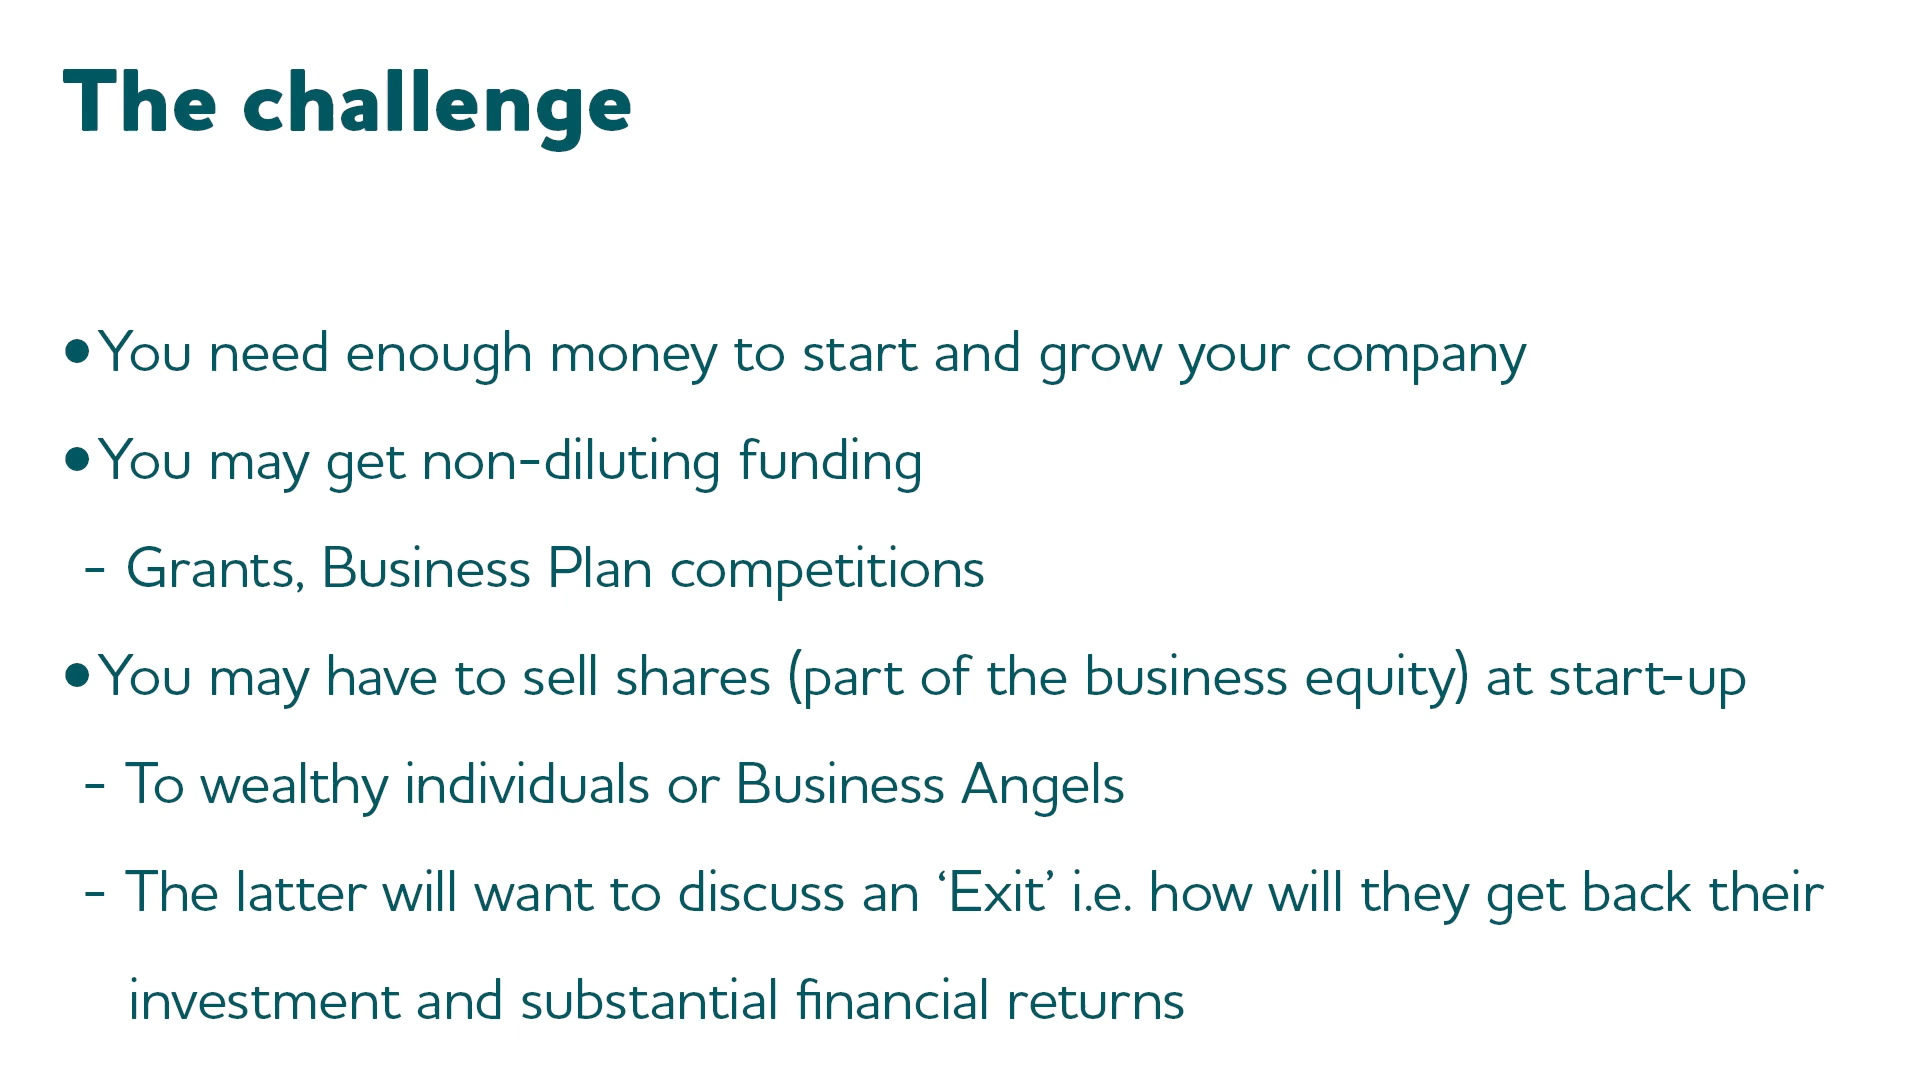 The challenge
•You need enough money to start and grow your company
•You may get non-diluting funding
- Grants, Business Plan competitions
•You may have to sell shares (part of the business equity) at start-up
- To wealthy individuals or Business Angels
- The latter will want to discuss an ‘Exit’ i.e. how will they get back their
investment and substantial financial returns